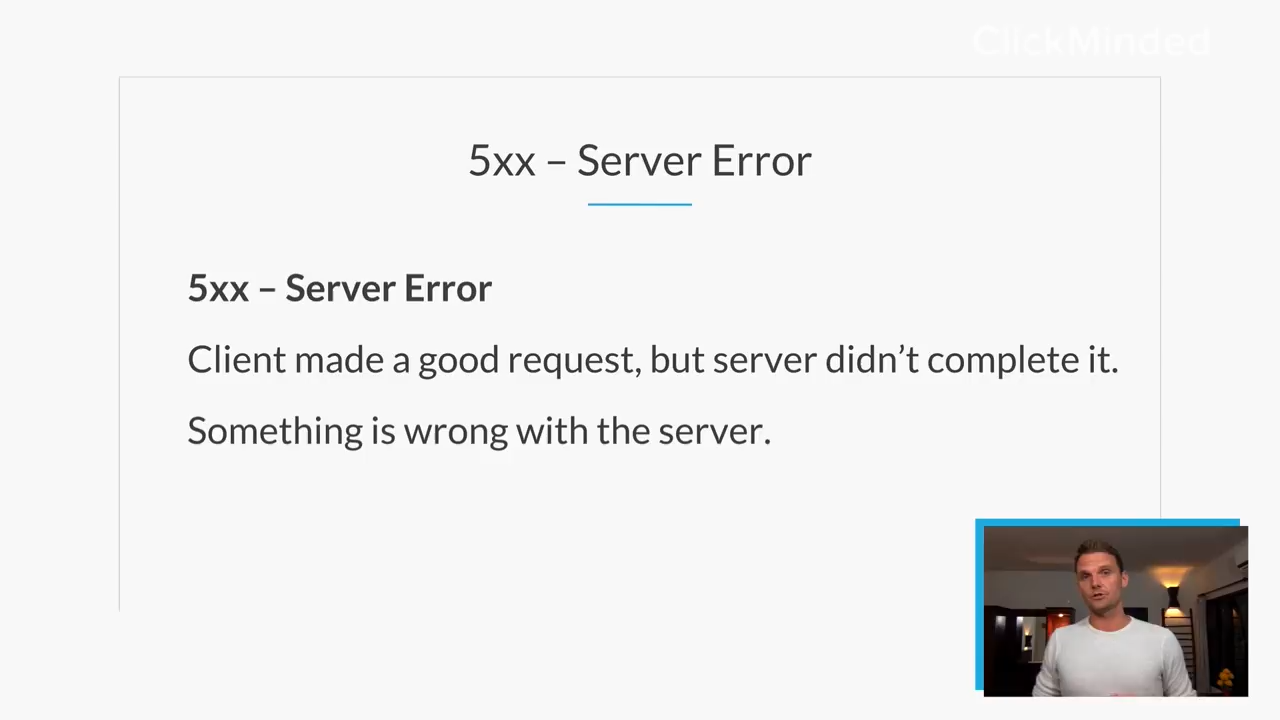 ClickMinded
5xx – Server Error
5xx – Server Error
Client made a good request, but server didn’t complete it.
Something is wrong with the server.